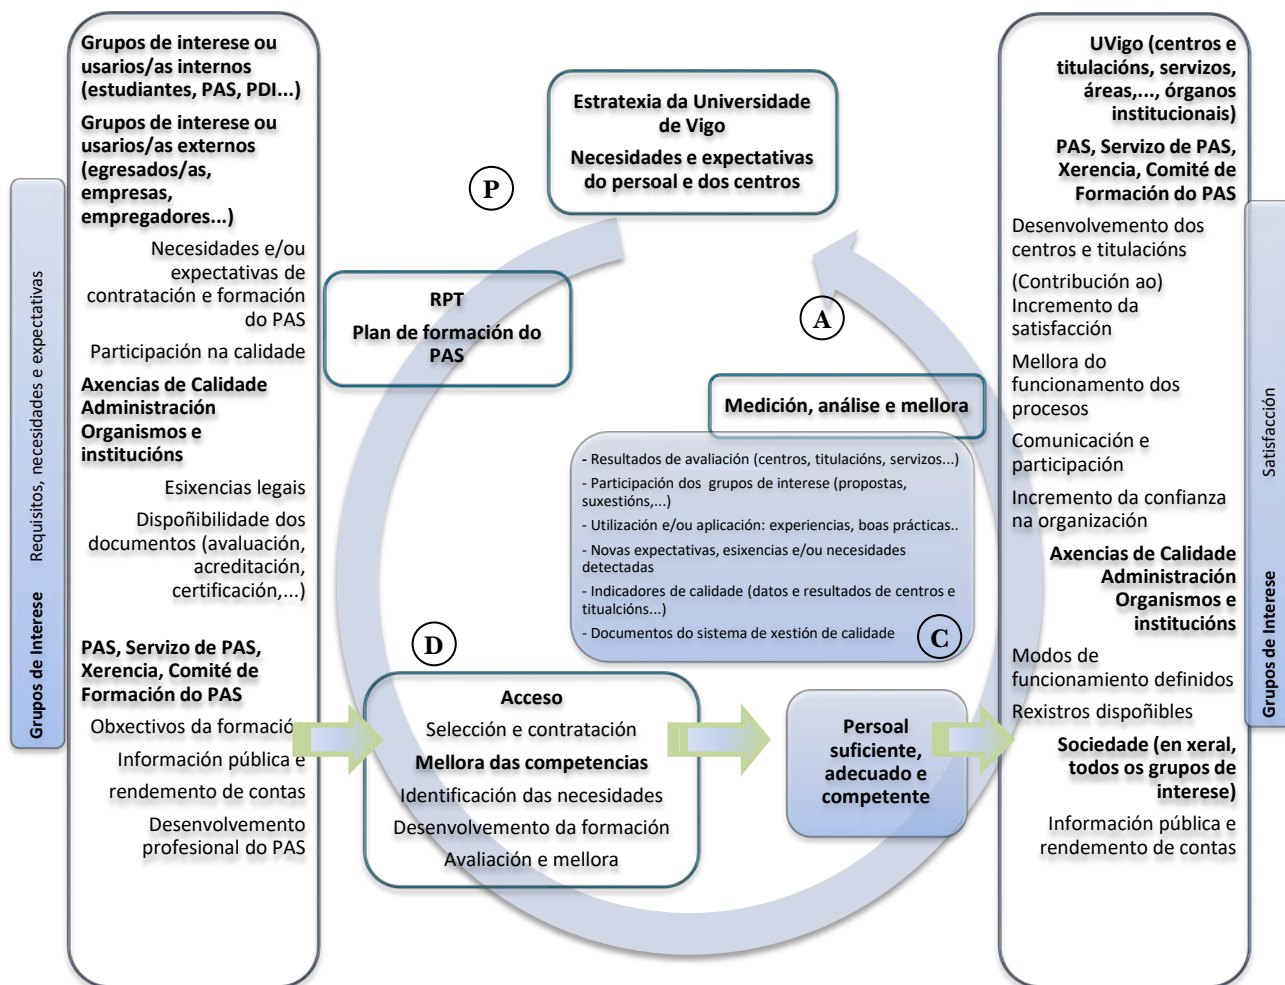 Grupos de Interese Requisitos, necesidades e expectativas
Grupos de interese ou
usarios/as internos
(estudiantes, PAS, PDI...)
Grupos de interese ou
usarios/as externos
(egresados/as,
empresas,
empregadores...)
Necesidades e/ou
expectativas de
contratación e formación
do PAS
Participación na calidade
Axencias de Calidade
Administración
Organismos e
institucións
Esixencias legais
Dispoñibilidade dos
documentos (avaluación,
acreditación,
certificación,...)
PAS, Servizo de PAS,
Xerencia, Comité de
Formación do PAS
Obxectivos da formación
Información pública e
rendemento de contas
Desenvolvemento
profesional do PAS
P
Estratexia da Universidade
de Vigo
Necesidades e expectativas
do persoal e dos centros
RPT
Plan de formación do
PAS
A
Medición, análise e mellora
- Resultados de avaliación (centros, titulacións, servizos...)
- Participación dos grupos de interese (propostas,
suxestións,...)
- Utilización e/ou aplicación: experiencias, boas prácticas..
- Novas expectativas, esixencias e/ou necesidades
detectadas
- Indicadores de calidade (datos e resultados de centros e
titualcións...)
- Documentos do sistema de xestión de calidade
C
D
Acceso
Selección e contratación
Mellora das competencias
Identificación das necesidades
Desenvolvemento da formación
Avaliación e mellora
Persoal
suficiente,
adecuado e
competente
UVigo (centros e
titulacións, servizos,
áreas,..., órganos
institucionais)
PAS, Servizo de PAS,
Xerencia, Comité de
Formación do PAS
Desenvolvemento dos
centros e titulacións
(Contribución ao)
Incremento da
satisfacción
Mellora do
funcionamento dos
procesos
Comunicación e
participación
Incremento da confianza
na organización
Axencias de Calidade
Administración
Organismos e
institucións
Modos de
funcionamiento definidos
Rexistros dispoñibles
Sociedade (en xeral,
todos os grupos de
interese)
Información pública e
rendemento de contas
Grupos de Interese Satisfacción